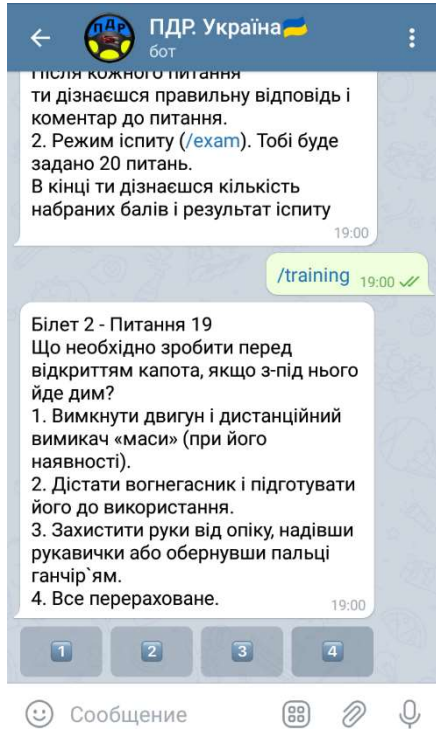 ПДР. Україна
бот
Після кожного питання
ти дізнаєшся правильну відповідь і
коментар до питання.
2. Режим іспиту (/exam). Тобі буде
задано 20 питань.
В кінці ти дізнаєшся кількість
набраних балів і результат іспиту
19:00
/training 19:00
Білет 2 - Питання 19
Що необхідно зробити перед
відкриттям капота, якщо з-під нього
йде дим?
1. Вимкнути двигун і дистанційний
вимикач «маси» (при його
наявності).
2. Дістати вогнегасник і підготувати
його до використання.
3. Захистити руки від опіку, надівши
рукавички або обернувши пальці
ганчір`ям.
4. Все перераховане.
19:00
1 2 3 4
Сообщение